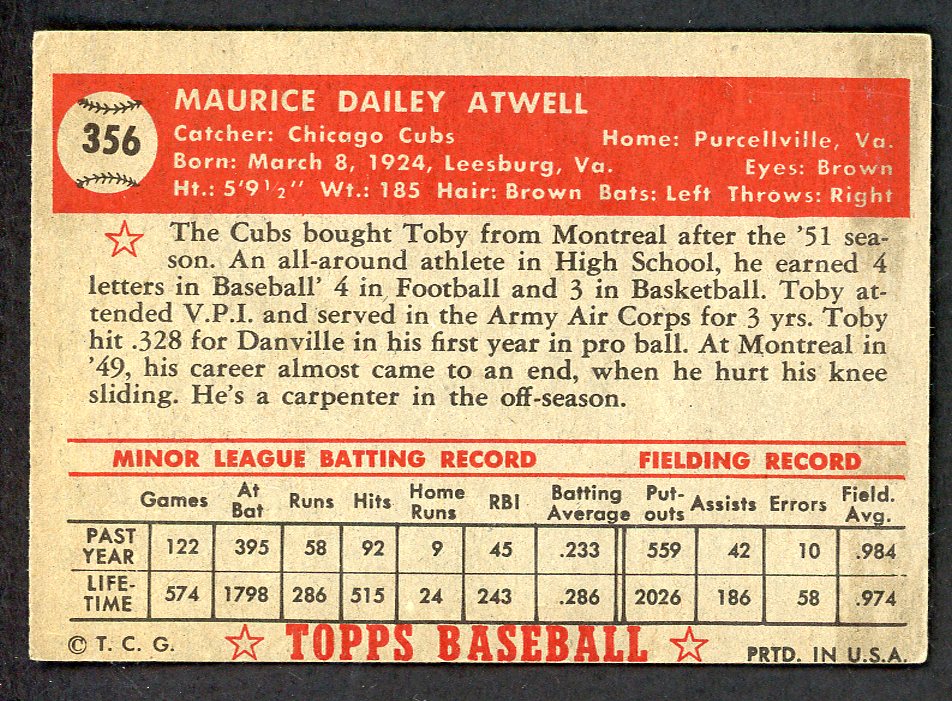 356
MAURICE DAILEY ATWELL
Catcher: Chicago Cubs Home: Purcellville, Va.
Born: March 8, 1924, Leesburg, Va. Eyes: Brown
Ht.: 5'9½" Wt.: 185 Hair: Brown Bats: Left Throws: Right
The Cubs bought Toby from Montreal after the '51 sea-
son. An all-around athlete in High School, he earned 4
letters in Baseball' 4 in Football and 3 in Basketball. Toby at-
tended V.P.I. and served in the Army Air Corps for 3 yrs. Toby
hit .328 for Danville in his first year in pro ball. At Montreal in
'49, his career almost came to an end, when he hurt his knee
sliding. He's a carpenter in the off-season.
MINOR LEAGUE BATTING RECORD FIELDING RECORD
Games At Bat Runs Hits Home Runs RBI Batting Average Put-outs Assists Errors Field. Avg.
PAST YEAR 122 395 58 92 9 45 .233 559 42 10 .984
LIFE-TIME 574 1798 286 515 24 243 .286 2026 186 58 .974
© T. C. G. TOPPS BASEBALL PRTD. IN U.S.A.